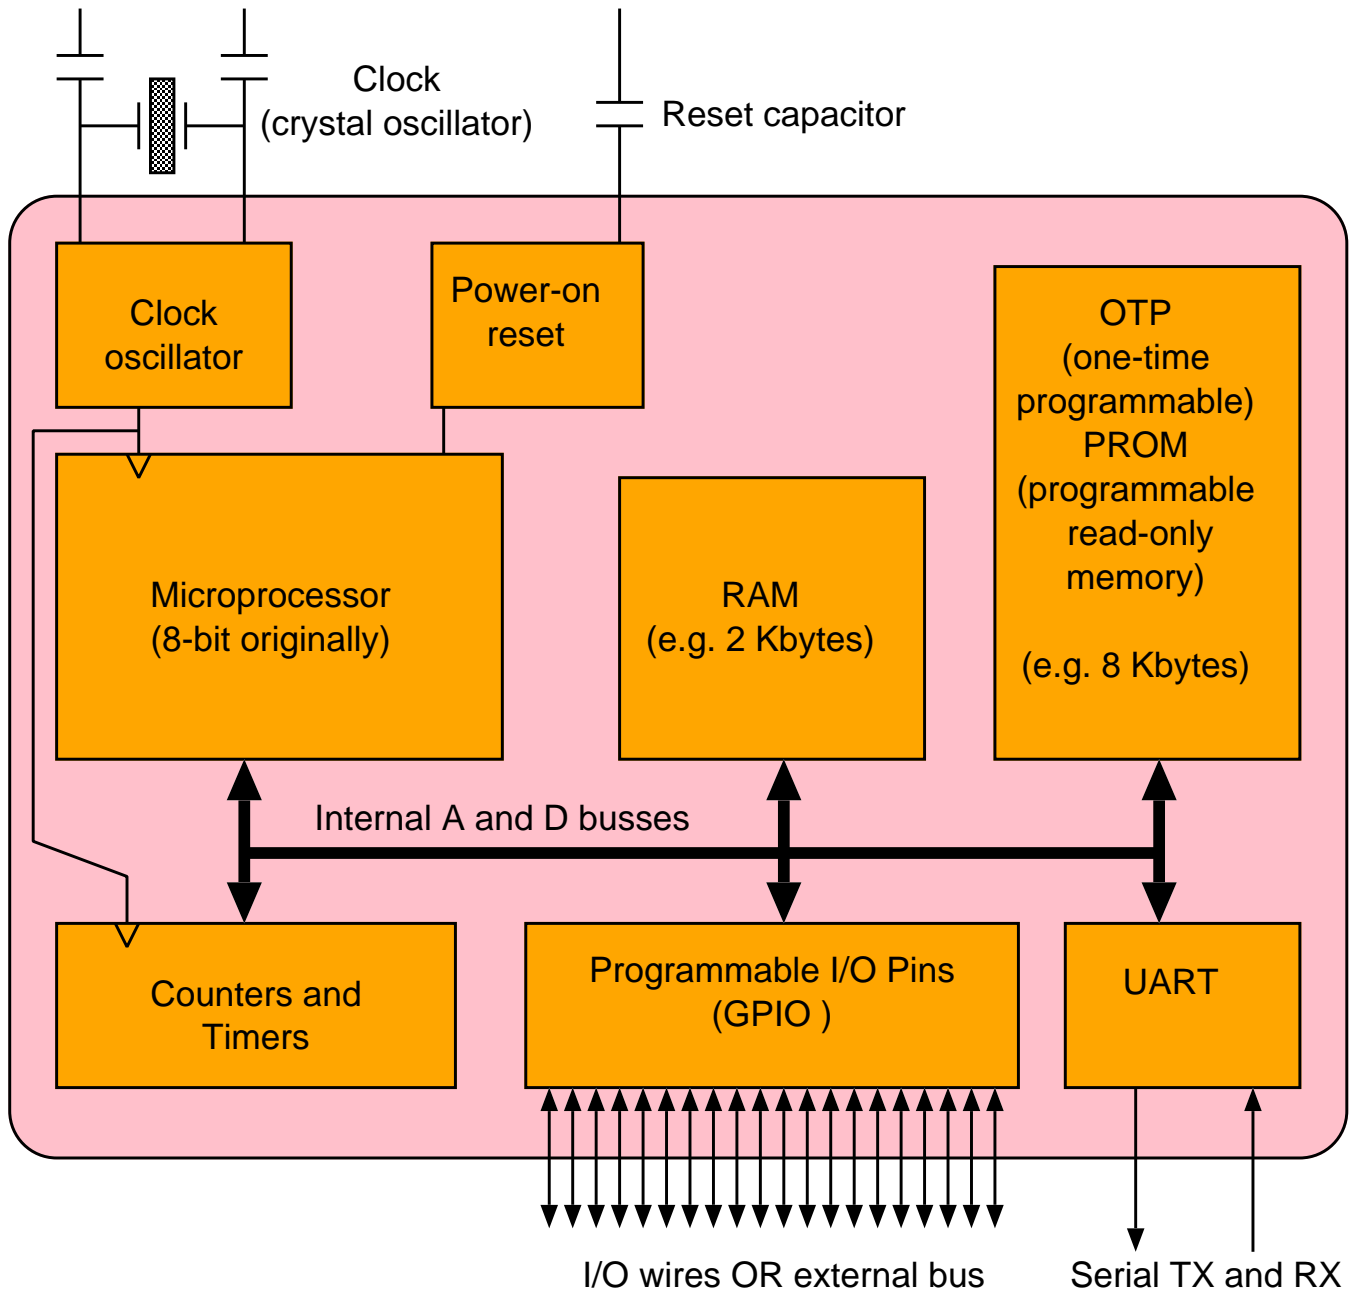 Clock
(crystal oscillator)
Reset capacitor
Clock
oscillator
Power-on
reset
OTP
(one-time
programmable)
PROM
(programmable
read-only
memory)
(e.g. 8 Kbytes)
Microprocessor
(8-bit originally)
RAM
(e.g. 2 Kbytes)
Internal A and D busses
Counters and
Timers
Programmable I/O Pins
(GPIO )
UART
I/O wires OR external bus
Serial TX and RX